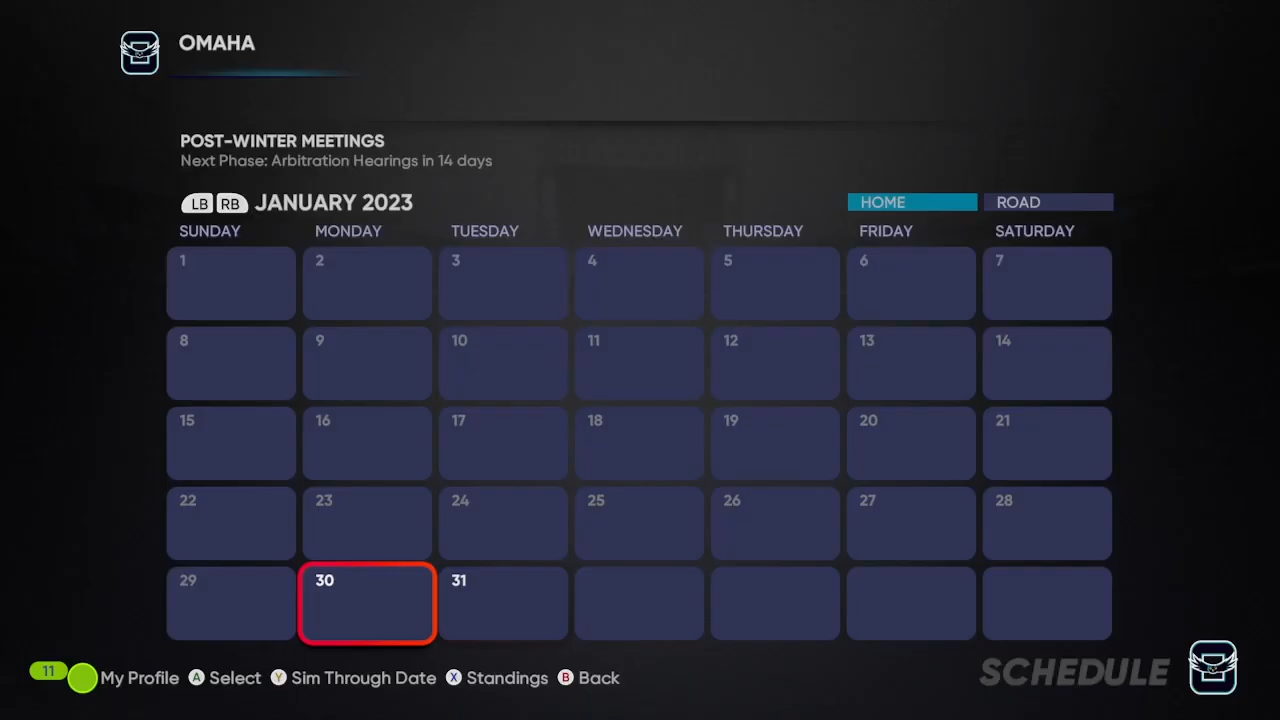 OMAHA
POST-WINTER MEETINGS
Next Phase: Arbitration Hearings in 14 days
LB RB JANUARY 2023
HOME ROAD
SUNDAY MONDAY TUESDAY WEDNESDAY THURSDAY FRIDAY SATURDAY
1 2 3 4 5 6 7
8 9 10 11 12 13 14
15 16 17 18 19 20 21
22 23 24 25 26 27 28
29 30 31
11 My Profile A Select Y Sim Through Date X Standings B Back
SCHEDULE